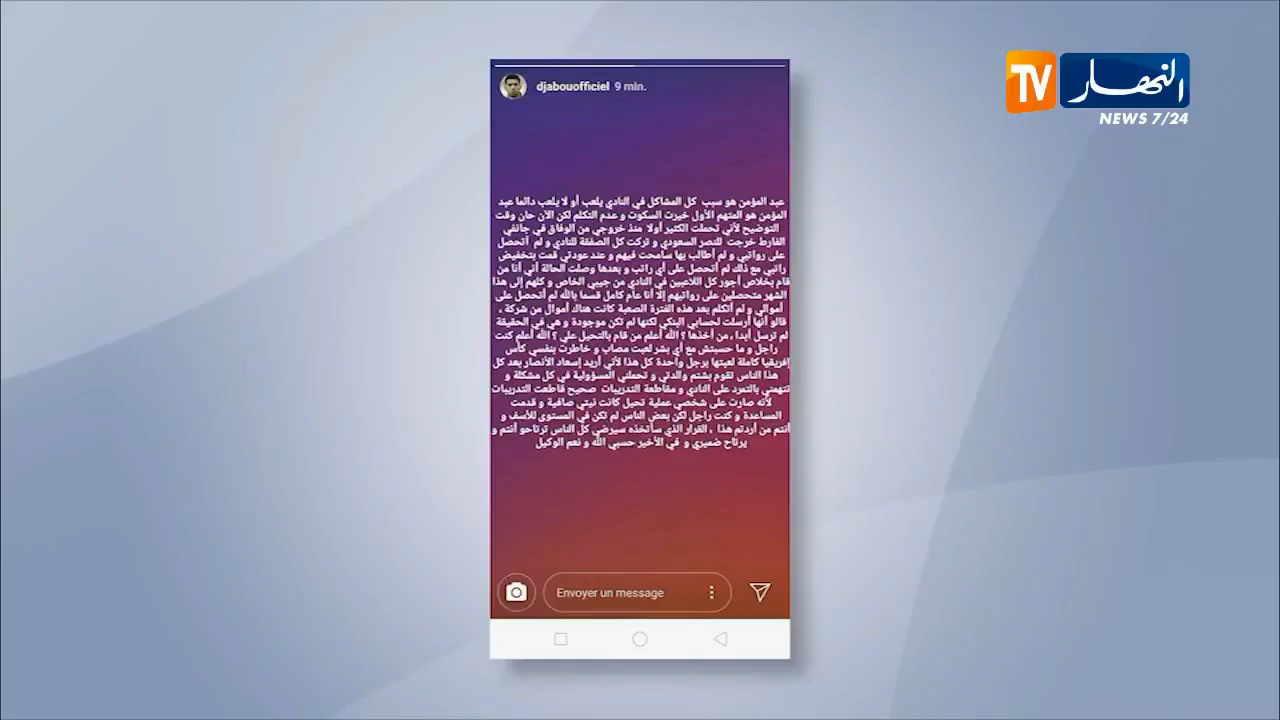 النهار TV
NEWS 7/24
djabouofficiel 9 min.
عبد المؤمن هو سبب كل المشاكل في النادي يلعب أو لا يلعب دائما عبد
المؤمن هو المتهم الأول خيرت السكوت و عدم التكلم لكن الآن حان وقت
التوضيح لأني تحملت الكثير أولا منذ خروجي من الوفاق في جانفي
الفارط خرجت للنصر السعودي و تركت كل الصفقة للنادي و لم أتحصل
على رواتبي و لم أطالب بها سامحت فيهم و عند عودتي قمت بتخفيض
راتبي مع ذلك لم أتحصل على أي راتب و بعدها وصلت الحالة أني أنا من
قام بخلاص أجور كل اللاعبين في النادي من جيبي الخاص و كلهم إلى هذا
الشهر متحصلين على رواتبهم إلا أنا عام كامل قسما بالله لم أتحصل على
أموالي و لم أتكلم بعد هذه الفترة الصعبة كانت هناك أموال من شركة ،
قالو أنها أرسلت لحسابي البنكي لكنها لم تكن موجودة و هي في الحقيقة
لم ترسل أبدا ، من أخذها ؟ الله أعلم من قام بالتحيل علي ؟ الله أعلم كنت
راجل و ما حسبتش مع أي بشر لعبت مصاب و خاطرت بنفسي كأس
إفريقيا كاملة لعبتها برجل واحدة كل هذا لأني أريد إسعاد الأنصار بعد كل
هذا الناس تقوم بشتم والدتي و تحملني المسؤولية في كل مشكلة و
تتهمني بالتمرد على النادي و مقاطعة التدريبات صحيح قاطعت التدريبات
لأنه صارت على شخصي عملية تحيل كانت نيتي صافية و قدمت
المساعدة و كنت راجل لكن بعض الناس لم تكن في المستوى للأسف و
أنتم من أردتم هذا ، القرار الذي سأتخذه سيرضي كل الناس ترتاحو أنتم و
يرتاح ضميري و في الأخير حسبي الله و نعم الوكيل
Envoyer un message